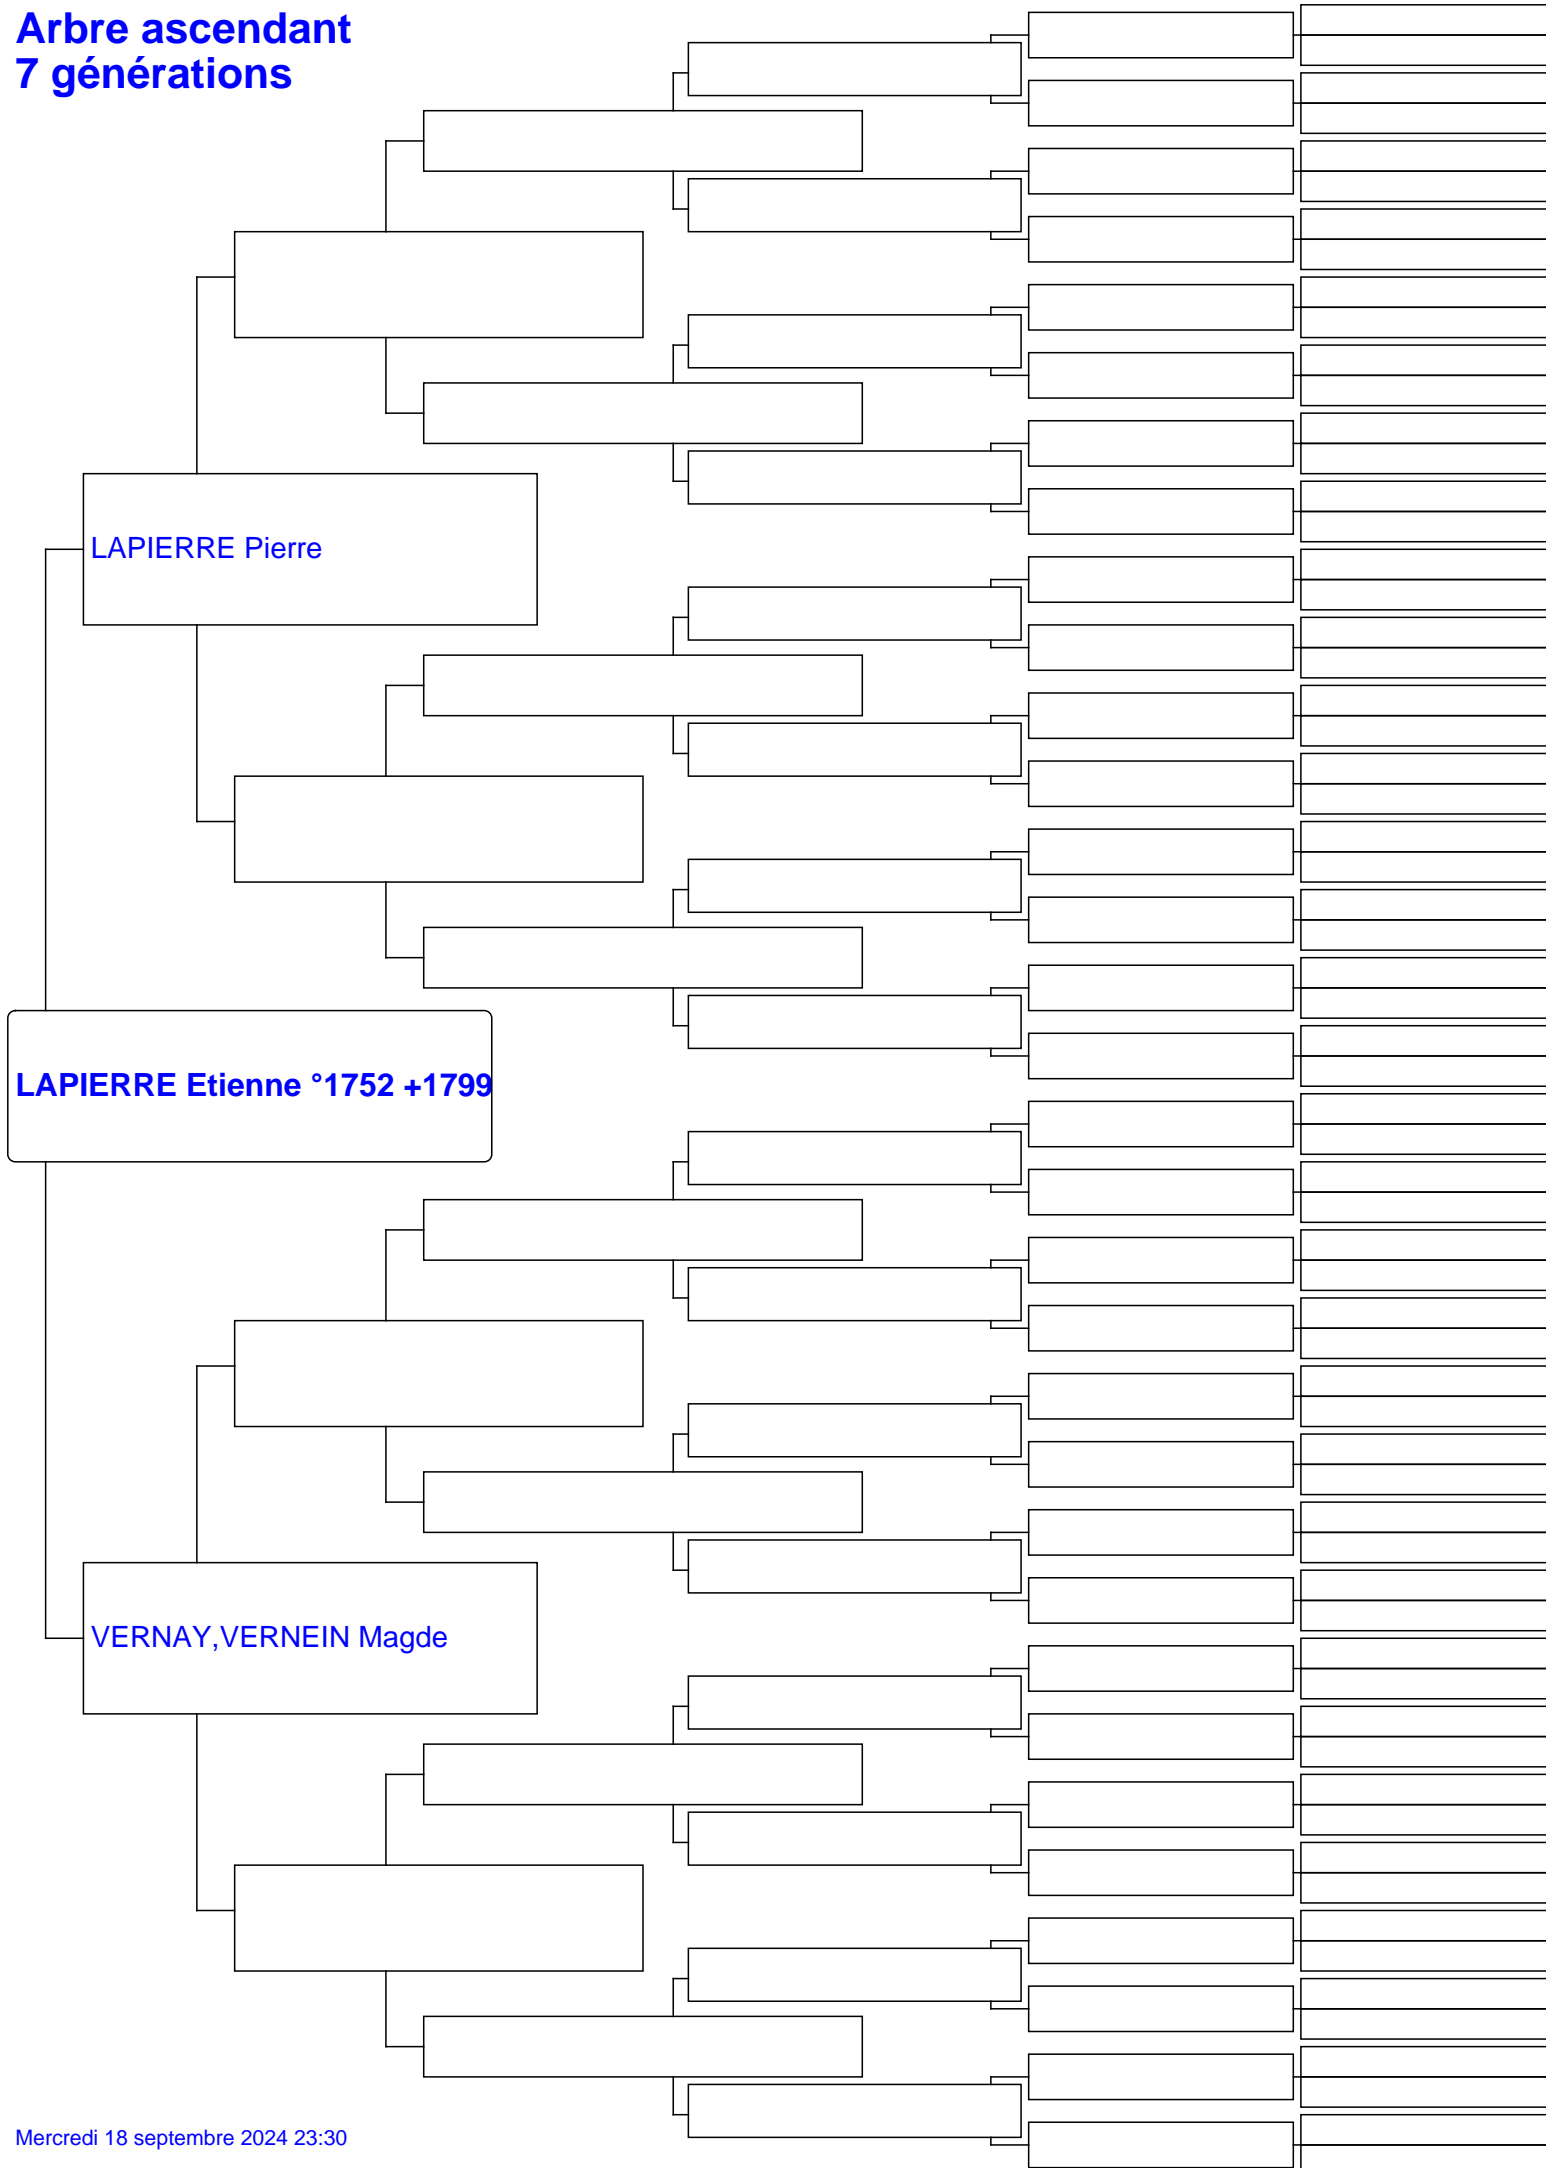 Arbre ascendant
7 générations
LAPIERRE Pierre
LAPIERRE Etienne °1752 +1799
VERNAY,VERNEIN Magde
Mercredi 18 septembre 2024 23:30